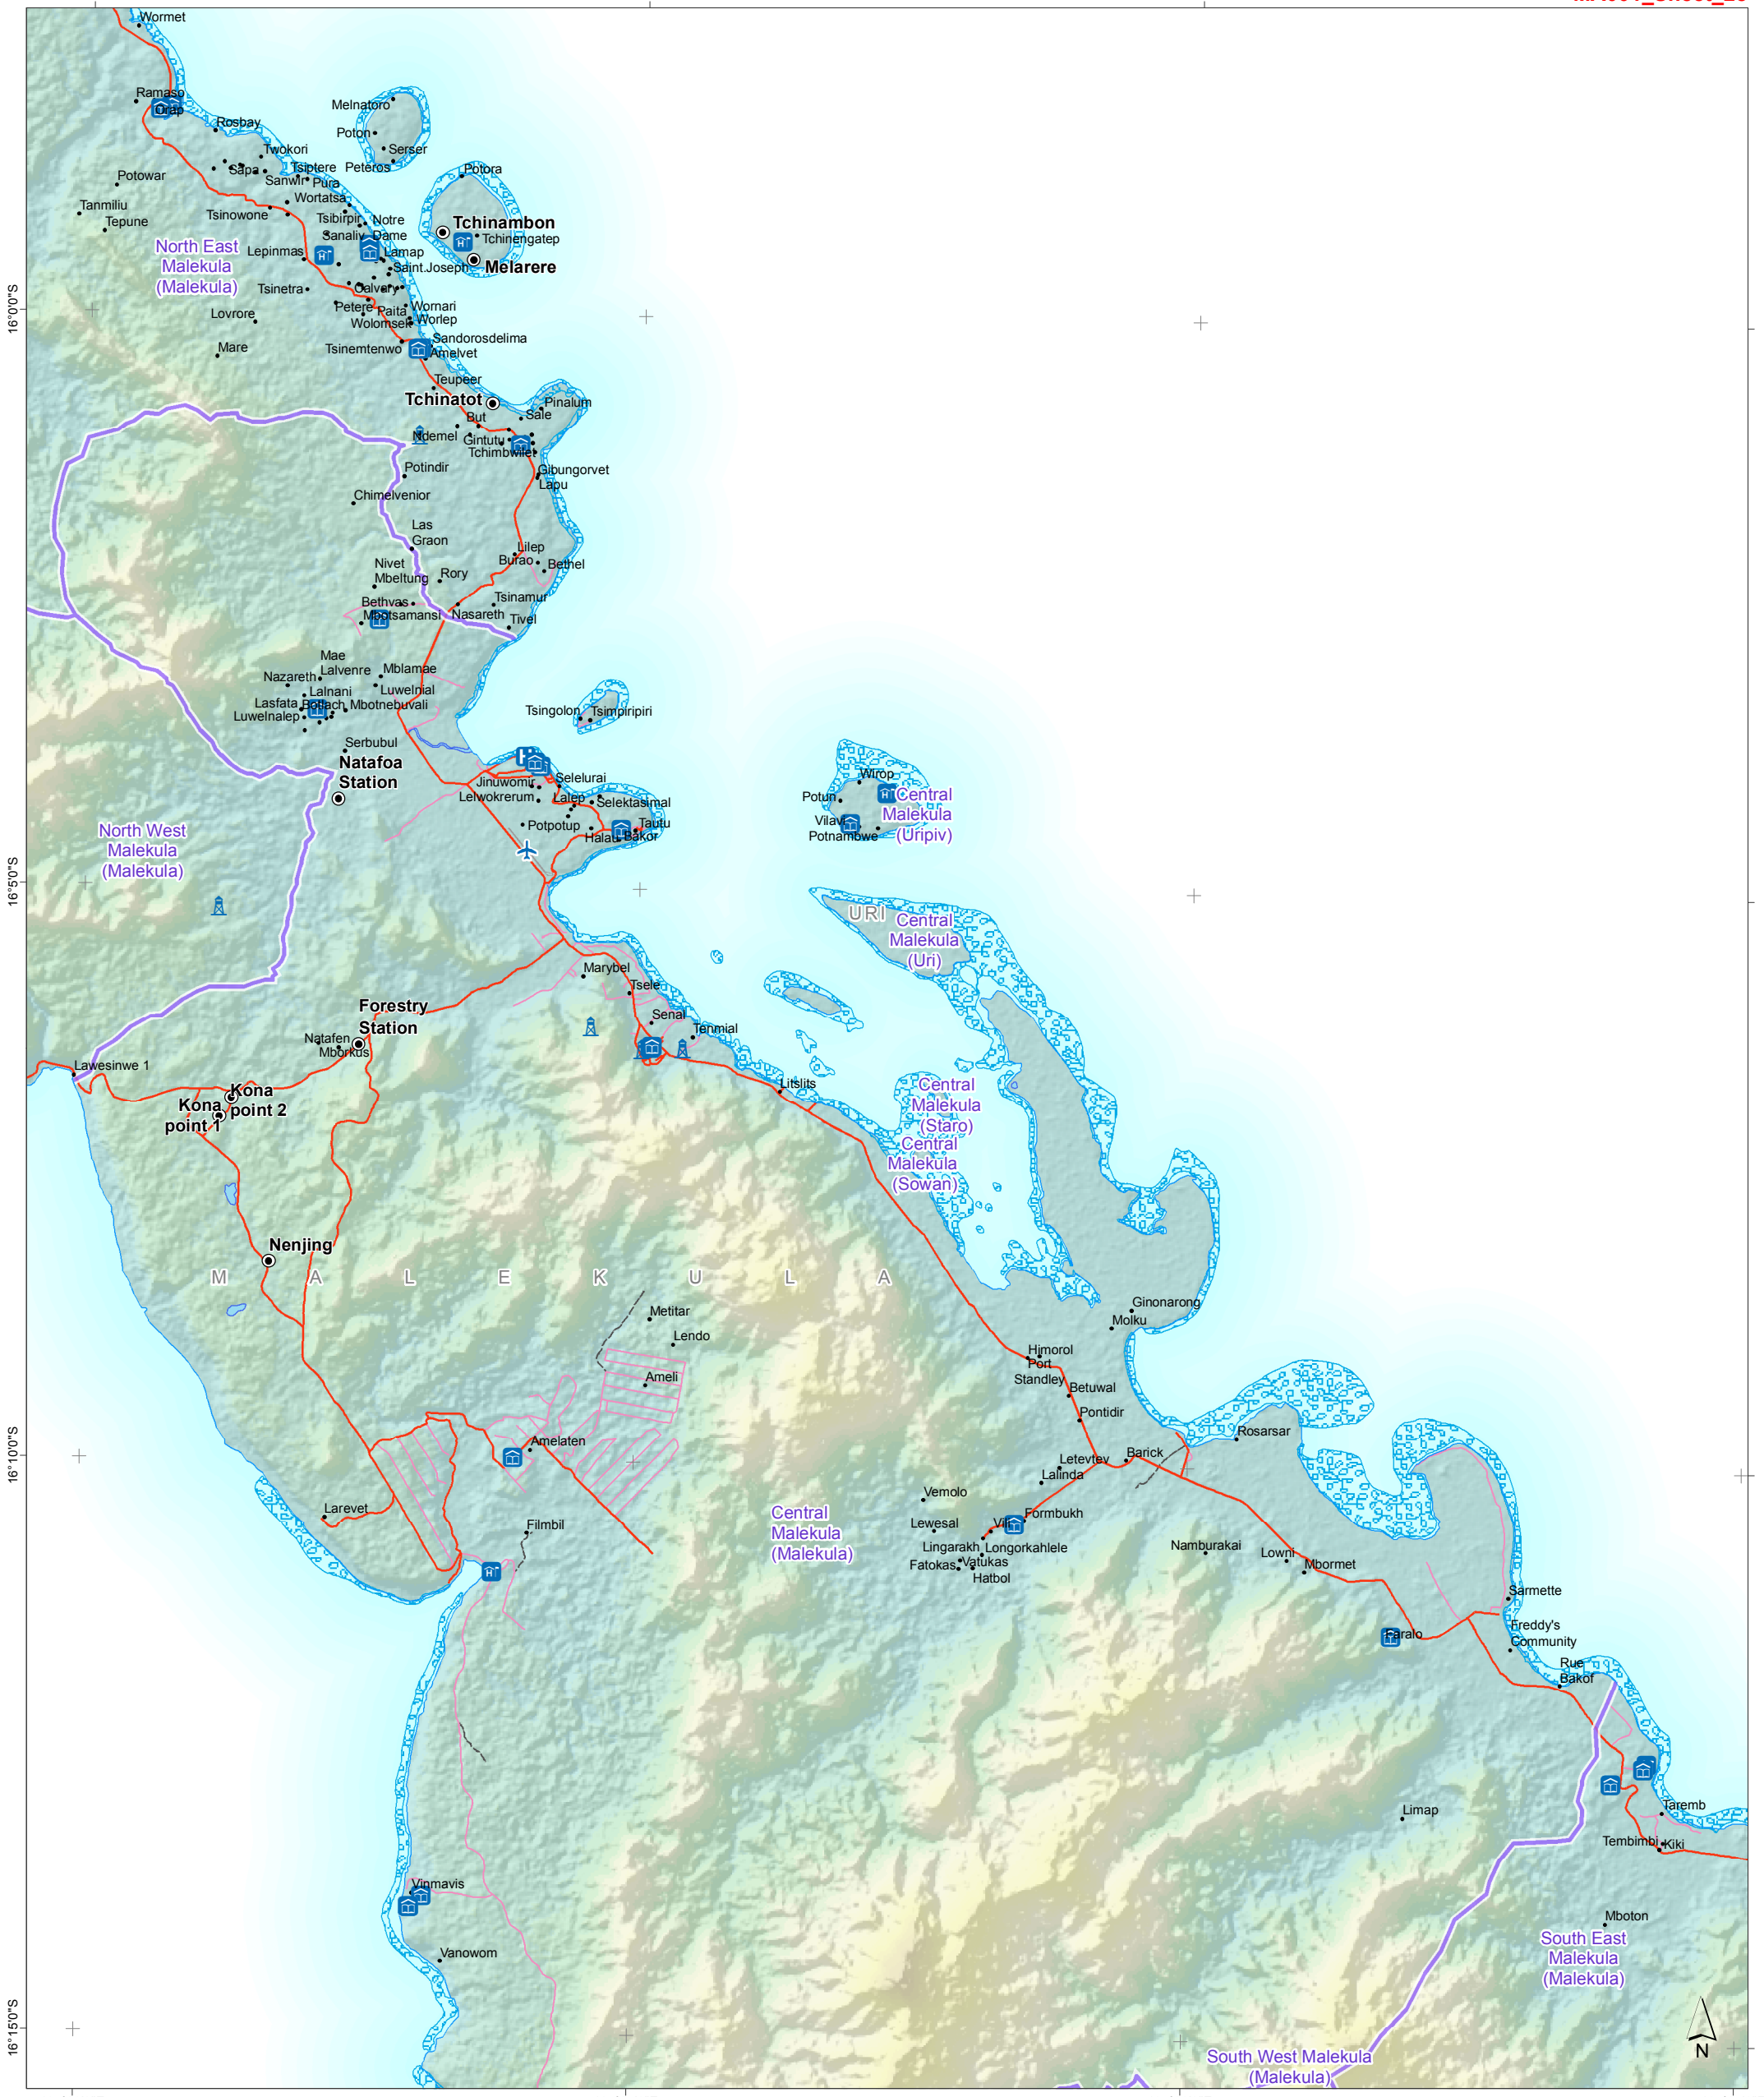 Wormet
Ramaso
Orap
Rosbay
Melnatoro
Poton
Serser
Peteros
Twokori
Sapa
Tsiptere
Sanwir
Pura
Potora
Potowar
Tanmiliu
Tepune
Wortatsa
Tsinowone
Tsibirpir
Notre
Dame
Sanaliv
Tchinambon
Tchinengatep
Melarere
North East
Malekula
(Malekula)
Lepinmas
Lamap
Saint.Joseph
Tsinetra
Calvary
Petere
Paita
Wornari
Wolomsek
Worlep
Lovrore
Mare
16°0'0"S
Tsinemtenwo
Sandorosdelima
Amelvet
Teupeer
Tchinatot
Pinalum
Sale
But
Ndemel
Gintutu
Tchimbwilet
Potindir
Gibungorvet
Lapu
Chimelvenior
Las
Graon
Lilep
Burao
Bethel
Nivet
Mbeltung
Rory
Bethvas
Mbotsamansi
Nasareth
Tsinamur
Tivel
Mae
Lalvenre
Mblamae
Nazareth
Lalnani
Luwelnial
Lasfata
Bollach
Mbotnebuvali
Luwelnalep
Serbubul
Tsingolon
Tsimpiripiri
Natafoa
Station
Jinuwomir
Selelurai
Lelwokrerum
Lalep
Selektasimal
Potpotup
Halau
Bakor
Tautu
Wirop
Potun
Vilavi
Potnambwe
Central
Malekula
(Uripiv)
North West
Malekula
(Malekula)
16°5'0"S
URI
Central
Malekula
(Uri)
Marybel
Tsele
Senal
Tenmial
Forestry
Station
Natafen
Mborkus
Lawesinwe 1
Kona
point 2
Kona
point 1
Litslits
Central
Malekula
(Staro)
Central
Malekula
(Sowan)
Nenjing
M A L E K U L A
Metitar
Lendo
Ameli
Ginonarong
Molku
Himorol
Port
Standley
Betuwal
Pontidir
Rosarsar
Barick
Letevtev
Lalinda
16°10'0"S
Amelaten
Larevet
Filmbil
Central
Malekula
(Malekula)
Vemolo
Lewesal
Formbukh
Lingarakh
Longorkahlele
Fatokas
Vatukas
Hatbol
Namburakai
Lowni
Mbormet
Sarmette
Freddy's
Community
Faralo
Rue
Bakof
Limap
Taremb
Tembimbi
Kiki
Vinmavis
Vanowom
Mboton
South East
Malekula
(Malekula)
16°15'0"S
South West Malekula
(Malekula)
N